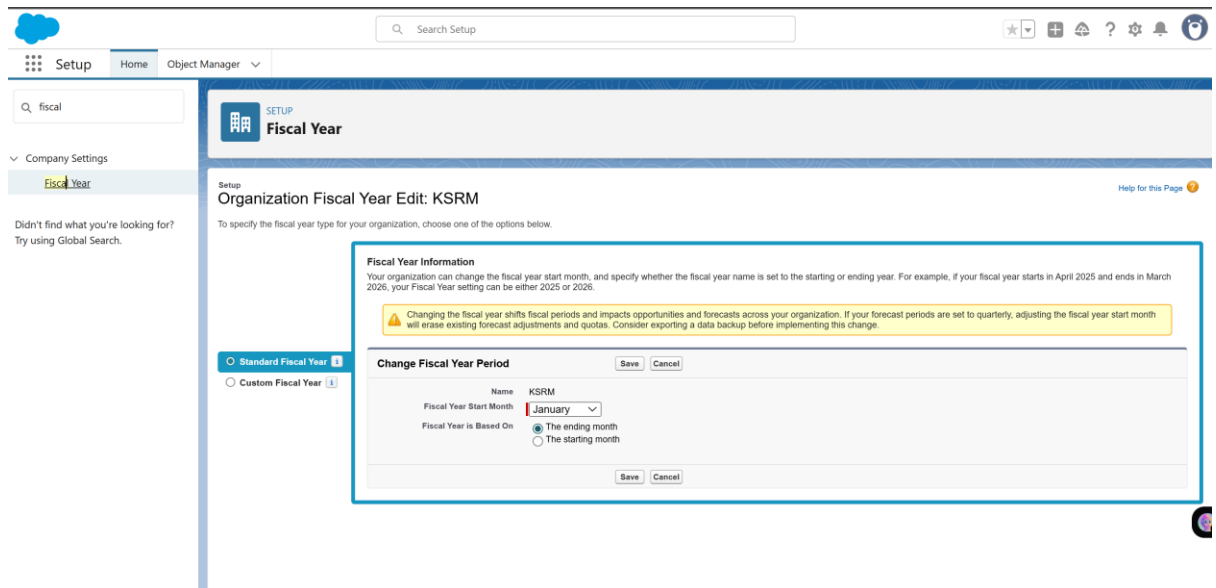 Search Setup
Setup
Home
Object Manager
fiscal
Company Settings
Fiscal Year
Didn't find what you're looking for?
Try using Global Search.
SETUP
Fiscal Year
Setup
Organization Fiscal Year Edit: KSRM
Help for this Page
To specify the fiscal year type for your organization, choose one of the options below.
Standard Fiscal Year i
Custom Fiscal Year i
Fiscal Year Information
Your organization can change the fiscal year start month, and specify whether the fiscal year name is set to the starting or ending year. For example, if your fiscal year starts in April 2025 and ends in March
2026, your Fiscal Year setting can be either 2025 or 2026.
Changing the fiscal year shifts fiscal periods and impacts opportunities and forecasts across your organization. If your forecast periods are set to quarterly, adjusting the fiscal year start month
will erase existing forecast adjustments and quotas. Consider exporting a data backup before implementing this change.
Change Fiscal Year Period
Save Cancel
Name KSRM
Fiscal Year Start Month January
Fiscal Year is Based On The ending month
The starting month
Save Cancel